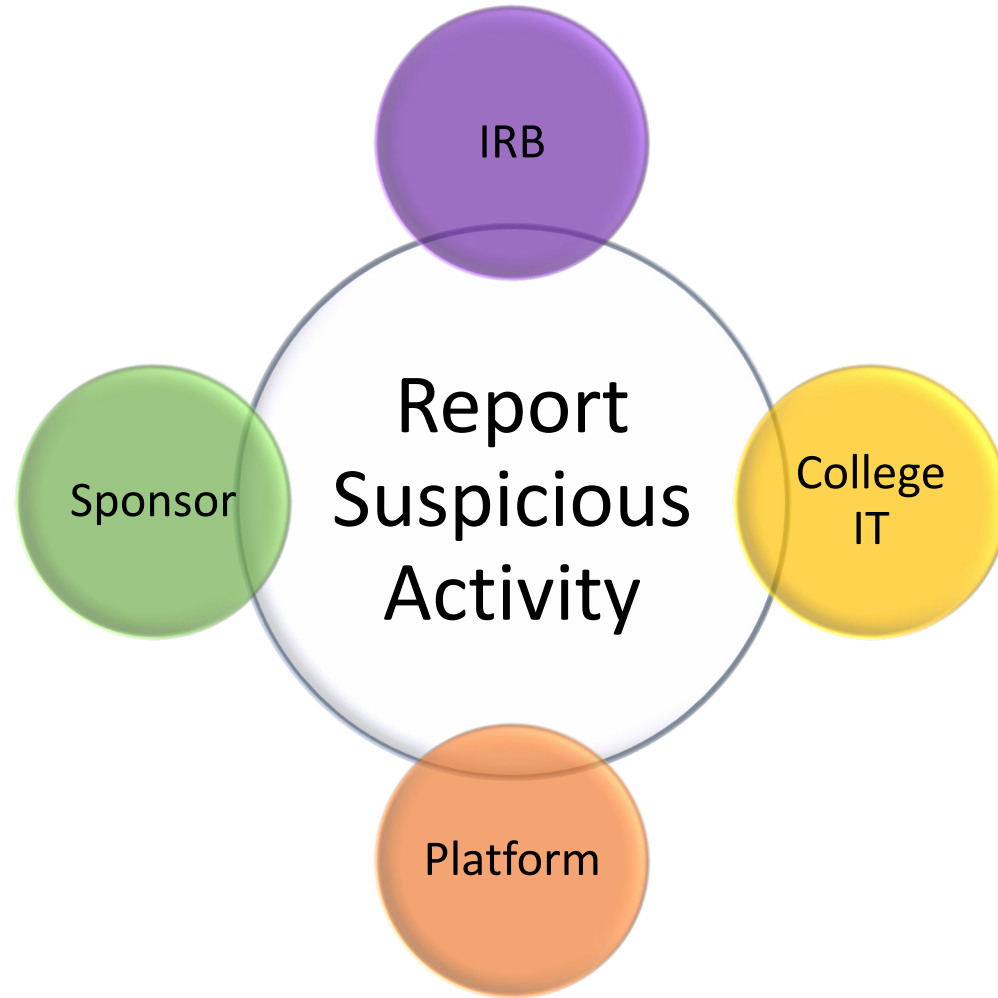 IRB
Report
Suspicious
Activity
Sponsor
College
IT
Platform